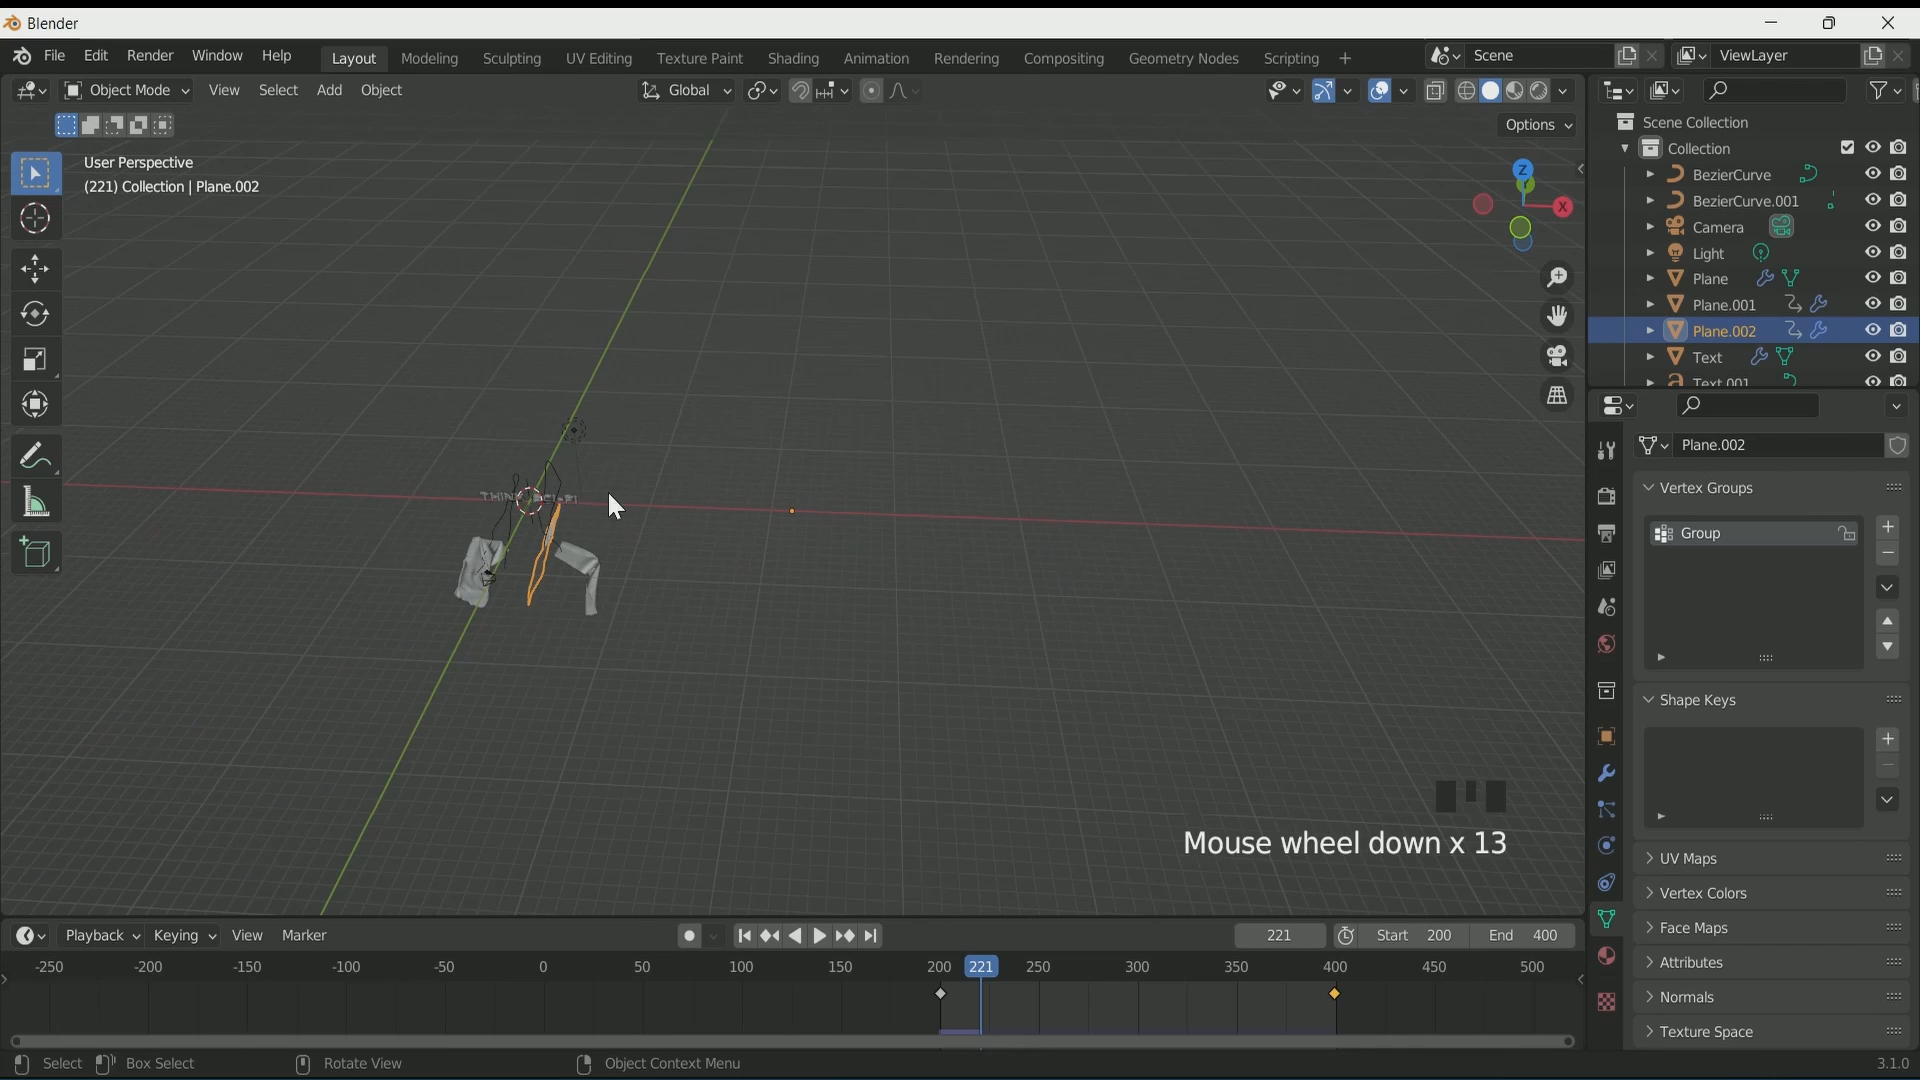 Blender
File Edit Render Window Help Layout Modeling Sculpting UV Editing Texture Paint Shading Animation Rendering Compositing Geometry Nodes Scripting + Scene ViewLayer
Object Mode View Select Add Object Global
Options
User Perspective
(221) Collection | Plane.002
Z
X
Scene Collection
Collection
BezierCurve
BezierCurve.001
Camera
Light
Plane
Plane.001
Plane.002
Text
Text.001
Plane.002
Vertex Groups
Group
Shape Keys
UV Maps
Vertex Colors
Face Maps
Attributes
Normals
Texture Space
Mouse wheel down x 13
Playback Keying View Marker 221 Start 200 End 400
-250 -200 -150 -100 -50 0 50 100 150 200 221 250 300 350 400 450 500
Select Box Select Rotate View Object Context Menu 3.1.0